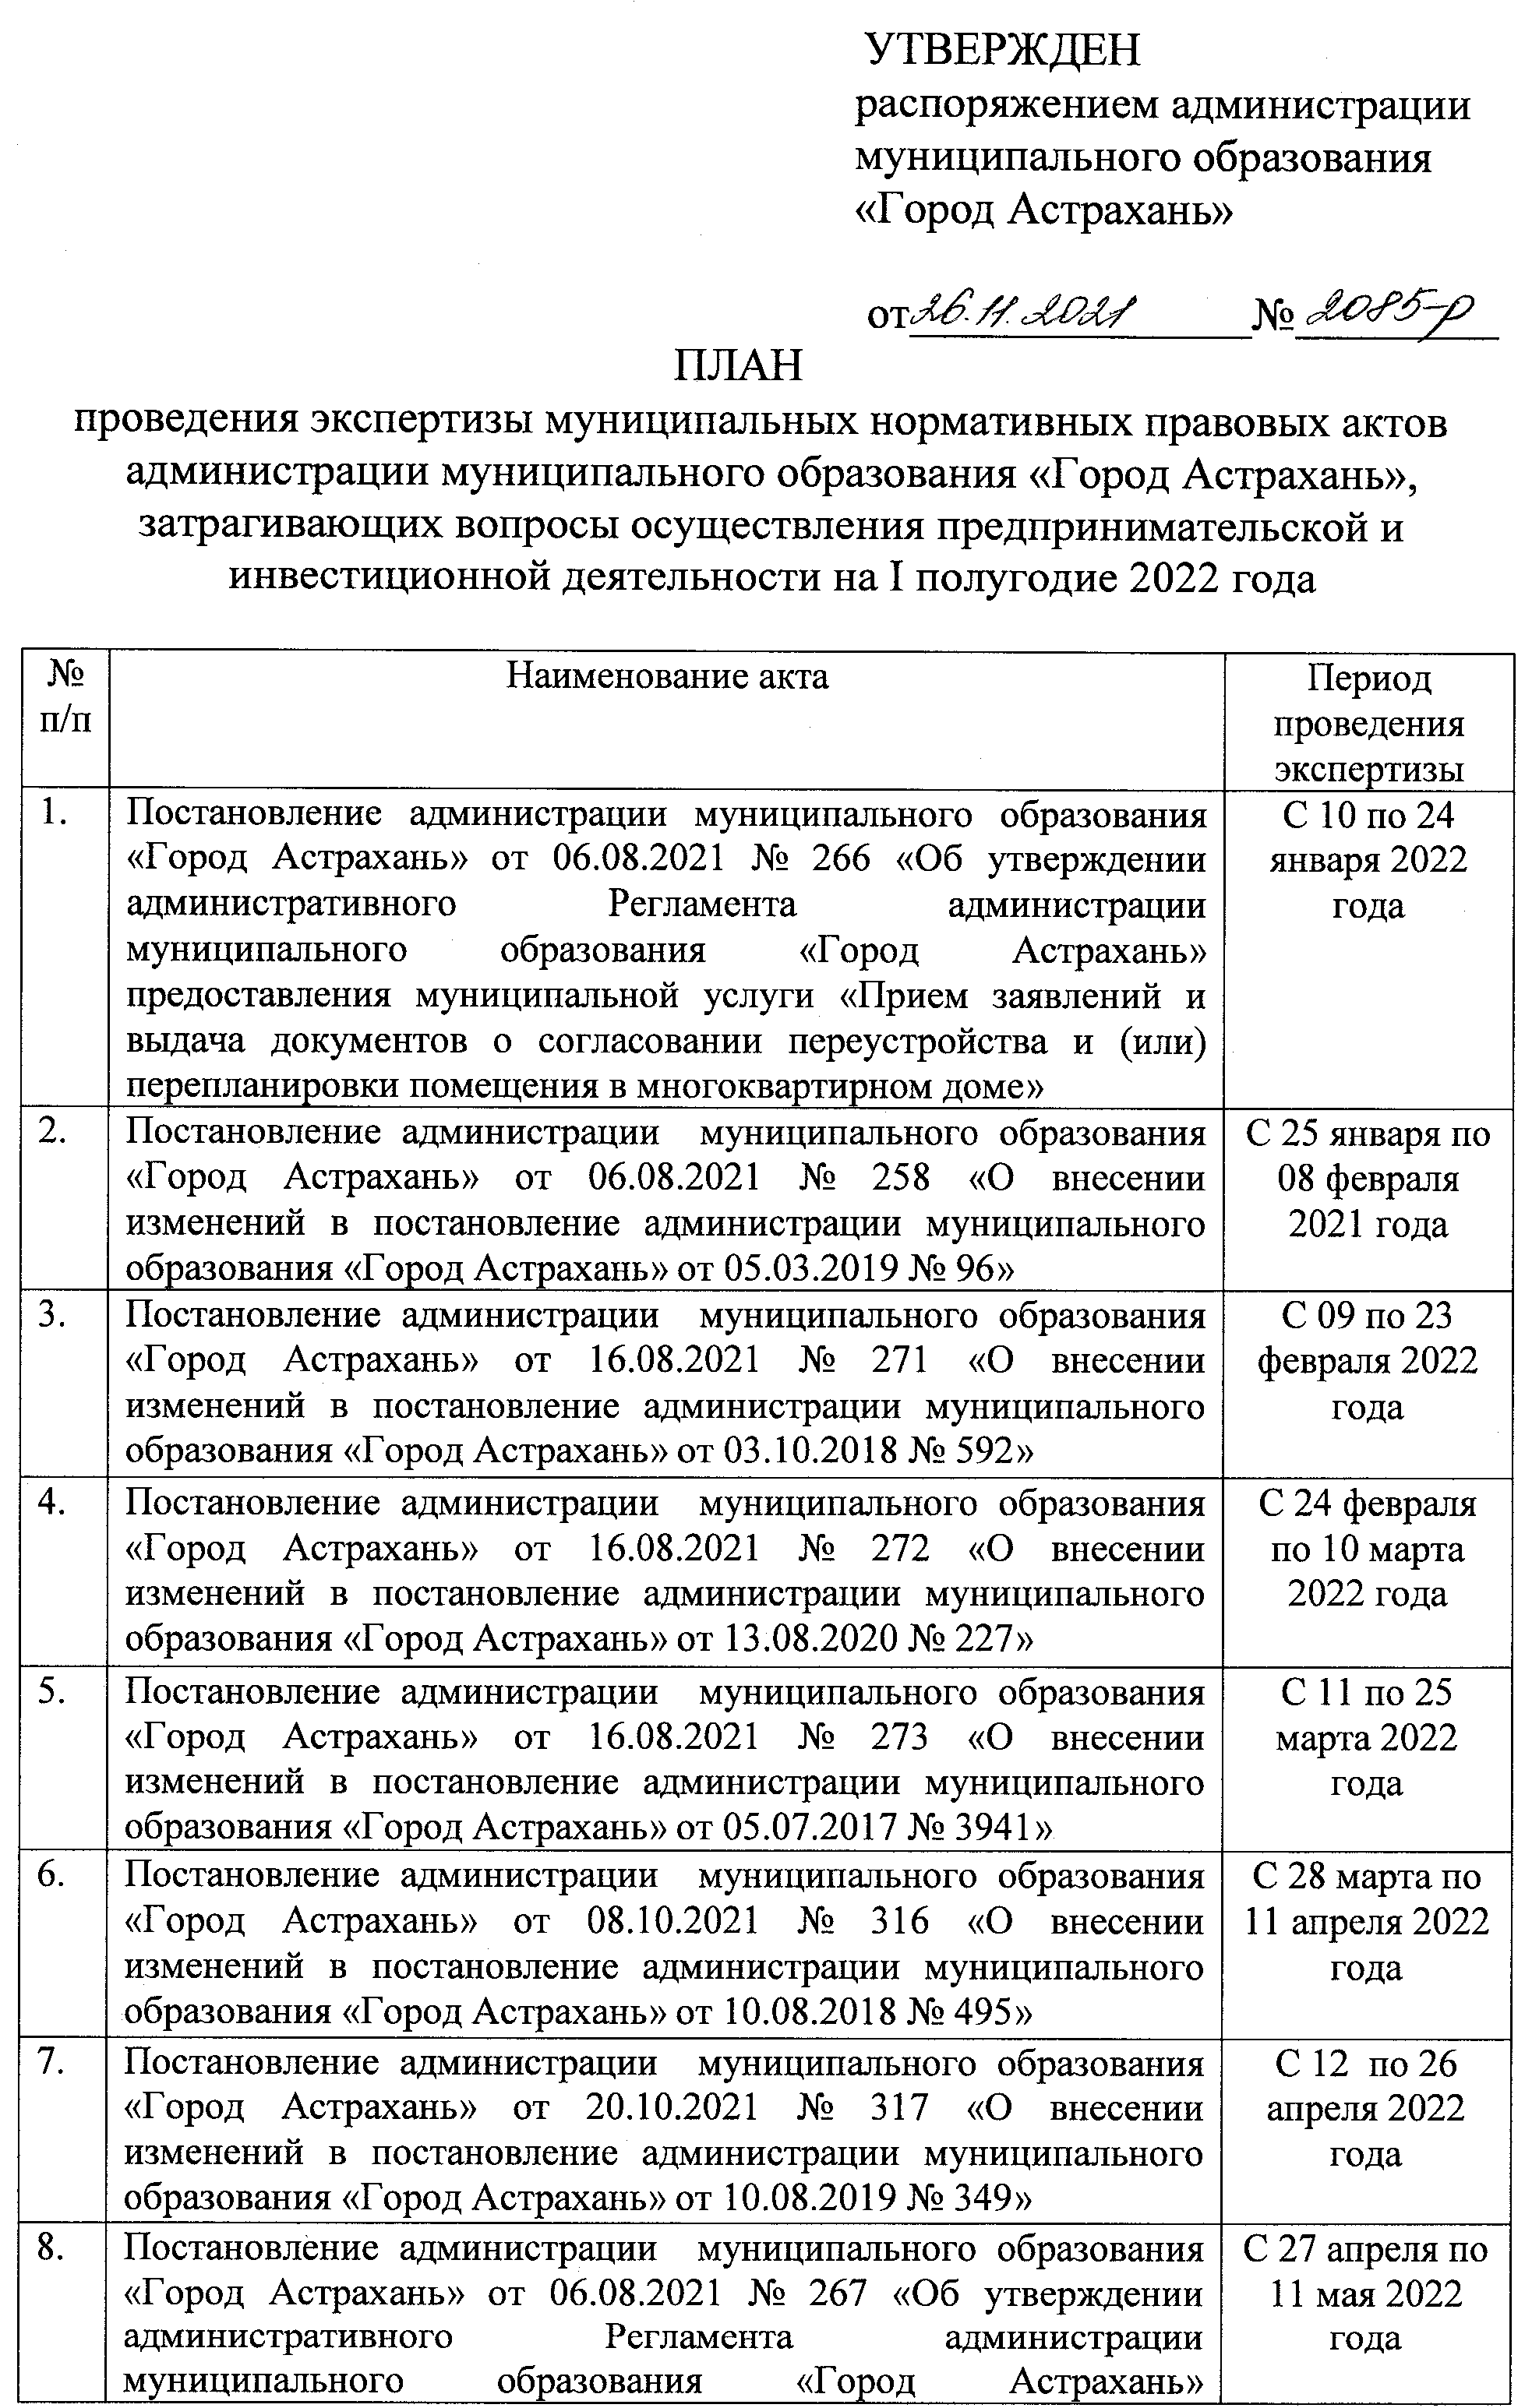 УТВЕРЖДЕН
распоряжением администрации
муниципального образования
«Город Астрахань»
от 26.11.2021 № 2085-р
ПЛАН
проведения экспертизы муниципальных нормативных правовых актов
администрации муниципального образования «Город Астрахань»,
затрагивающих вопросы осуществления предпринимательской и
инвестиционной деятельности на I полугодие 2022 года
№
п/п
Наименование акта
Период
проведения
экспертизы
1.
Постановление администрации муниципального образования
«Город Астрахань» от 06.08.2021 № 266 «Об утверждении
административного Регламента администрации
муниципального образования «Город Астрахань»
предоставления муниципальной услуги «Прием заявлений и
выдача документов о согласовании переустройства и (или)
перепланировки помещения в многоквартирном доме»
С 10 по 24
января 2022
года
2.
Постановление администрации муниципального образования
«Город Астрахань» от 06.08.2021 № 258 «О внесении
изменений в постановление администрации муниципального
образования «Город Астрахань» от 05.03.2019 № 96»
С 25 января по
08 февраля
2021 года
3.
Постановление администрации муниципального образования
«Город Астрахань» от 16.08.2021 № 271 «О внесении
изменений в постановление администрации муниципального
образования «Город Астрахань» от 03.10.2018 № 592»
С 09 по 23
февраля 2022
года
4.
Постановление администрации муниципального образования
«Город Астрахань» от 16.08.2021 № 272 «О внесении
изменений в постановление администрации муниципального
образования «Город Астрахань» от 13.08.2020 № 227»
С 24 февраля
по 10 марта
2022 года
5.
Постановление администрации муниципального образования
«Город Астрахань» от 16.08.2021 № 273 «О внесении
изменений в постановление администрации муниципального
образования «Город Астрахань» от 05.07.2017 № 3941»
С 11 по 25
марта 2022
года
6.
Постановление администрации муниципального образования
«Город Астрахань» от 08.10.2021 № 316 «О внесении
изменений в постановление администрации муниципального
образования «Город Астрахань» от 10.08.2018 № 495»
С 28 марта по
11 апреля 2022
года
7.
Постановление администрации муниципального образования
«Город Астрахань» от 20.10.2021 № 317 «О внесении
изменений в постановление администрации муниципального
образования «Город Астрахань» от 10.08.2019 № 349»
С 12 по 26
апреля 2022
года
8.
Постановление администрации муниципального образования
«Город Астрахань» от 06.08.2021 № 267 «Об утверждении
административного Регламента администрации
муниципального образования «Город Астрахань»
С 27 апреля по
11 мая 2022
года